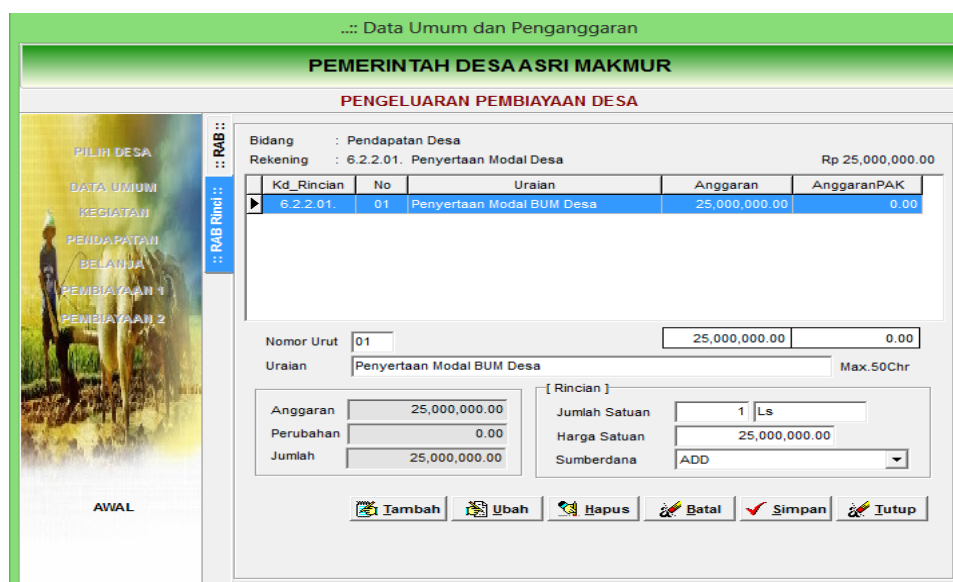 ..:: Data Umum dan Penganggaran
PEMERINTAH DESA ASRI MAKMUR
PENGELUARAN PEMBIAYAAN DESA
PILIH DESA
DATA UMUM
KEGIATAN
PENDAPATAN
BELANJA
PEMBIAYAAN 1
PEMBIAYAAN 2
AWAL
:: RAB ::
:: RAB Rinci ::
Bidang : Pendapatan Desa
Rekening : 6.2.2.01. Penyertaan Modal Desa Rp 25,000,000.00
Kd_Rincian No Uraian Anggaran AnggaranPAK
6.2.2.01. 01 Penyertaan Modal BUM Desa 25,000,000.00 0.00
25,000,000.00 0.00
Nomor Urut 01
Uraian Penyertaan Modal BUM Desa Max.50Chr
Anggaran 25,000,000.00
Perubahan 0.00
Jumlah 25,000,000.00
[ Rincian ]
Jumlah Satuan 1 Ls
Harga Satuan 25,000,000.00
Sumberdana ADD
Tambah Ubah Hapus Batal Simpan Tutup